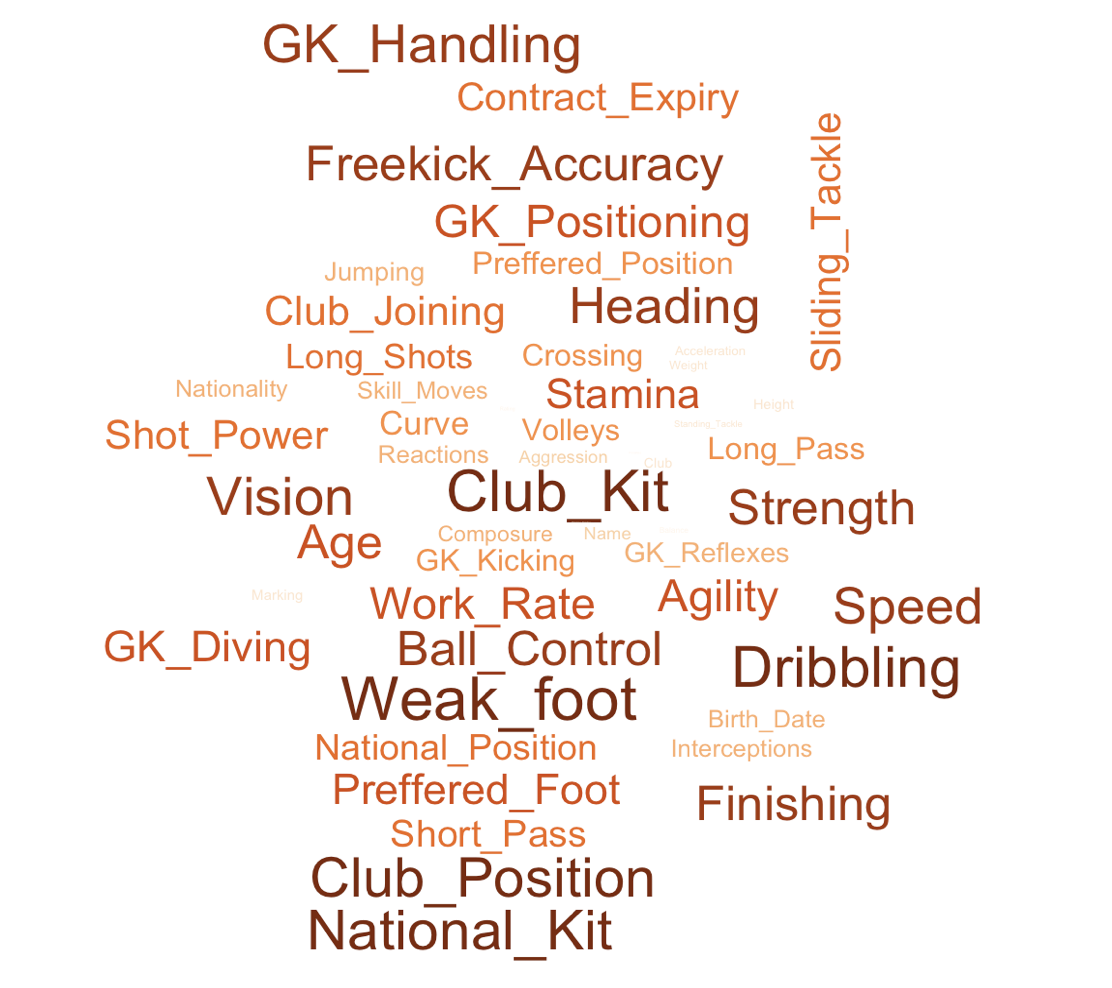 GK_Handling
Contract_Expiry
Sliding_Tackle
Freekick_Accuracy
GK_Positioning
Preffered_Position
Jumping
Club_Joining
Heading
Long_Shots
Crossing
Acceleration
Weight
Nationality
Skill_Moves
Stamina
Height
Shot_Power
Curve
Volleys
Standing_Tackle
Long_Pass
Reactions
Aggression
Club
Vision
Club_Kit
Strength
Age
Composure
Name
GK_Kicking
GK_Reflexes
Marking
Work_Rate
Agility
Speed
GK_Diving
Ball_Control
Dribbling
Weak_foot
Birth_Date
National_Position
Interceptions
Preffered_Foot
Finishing
Short_Pass
Club_Position
National_Kit